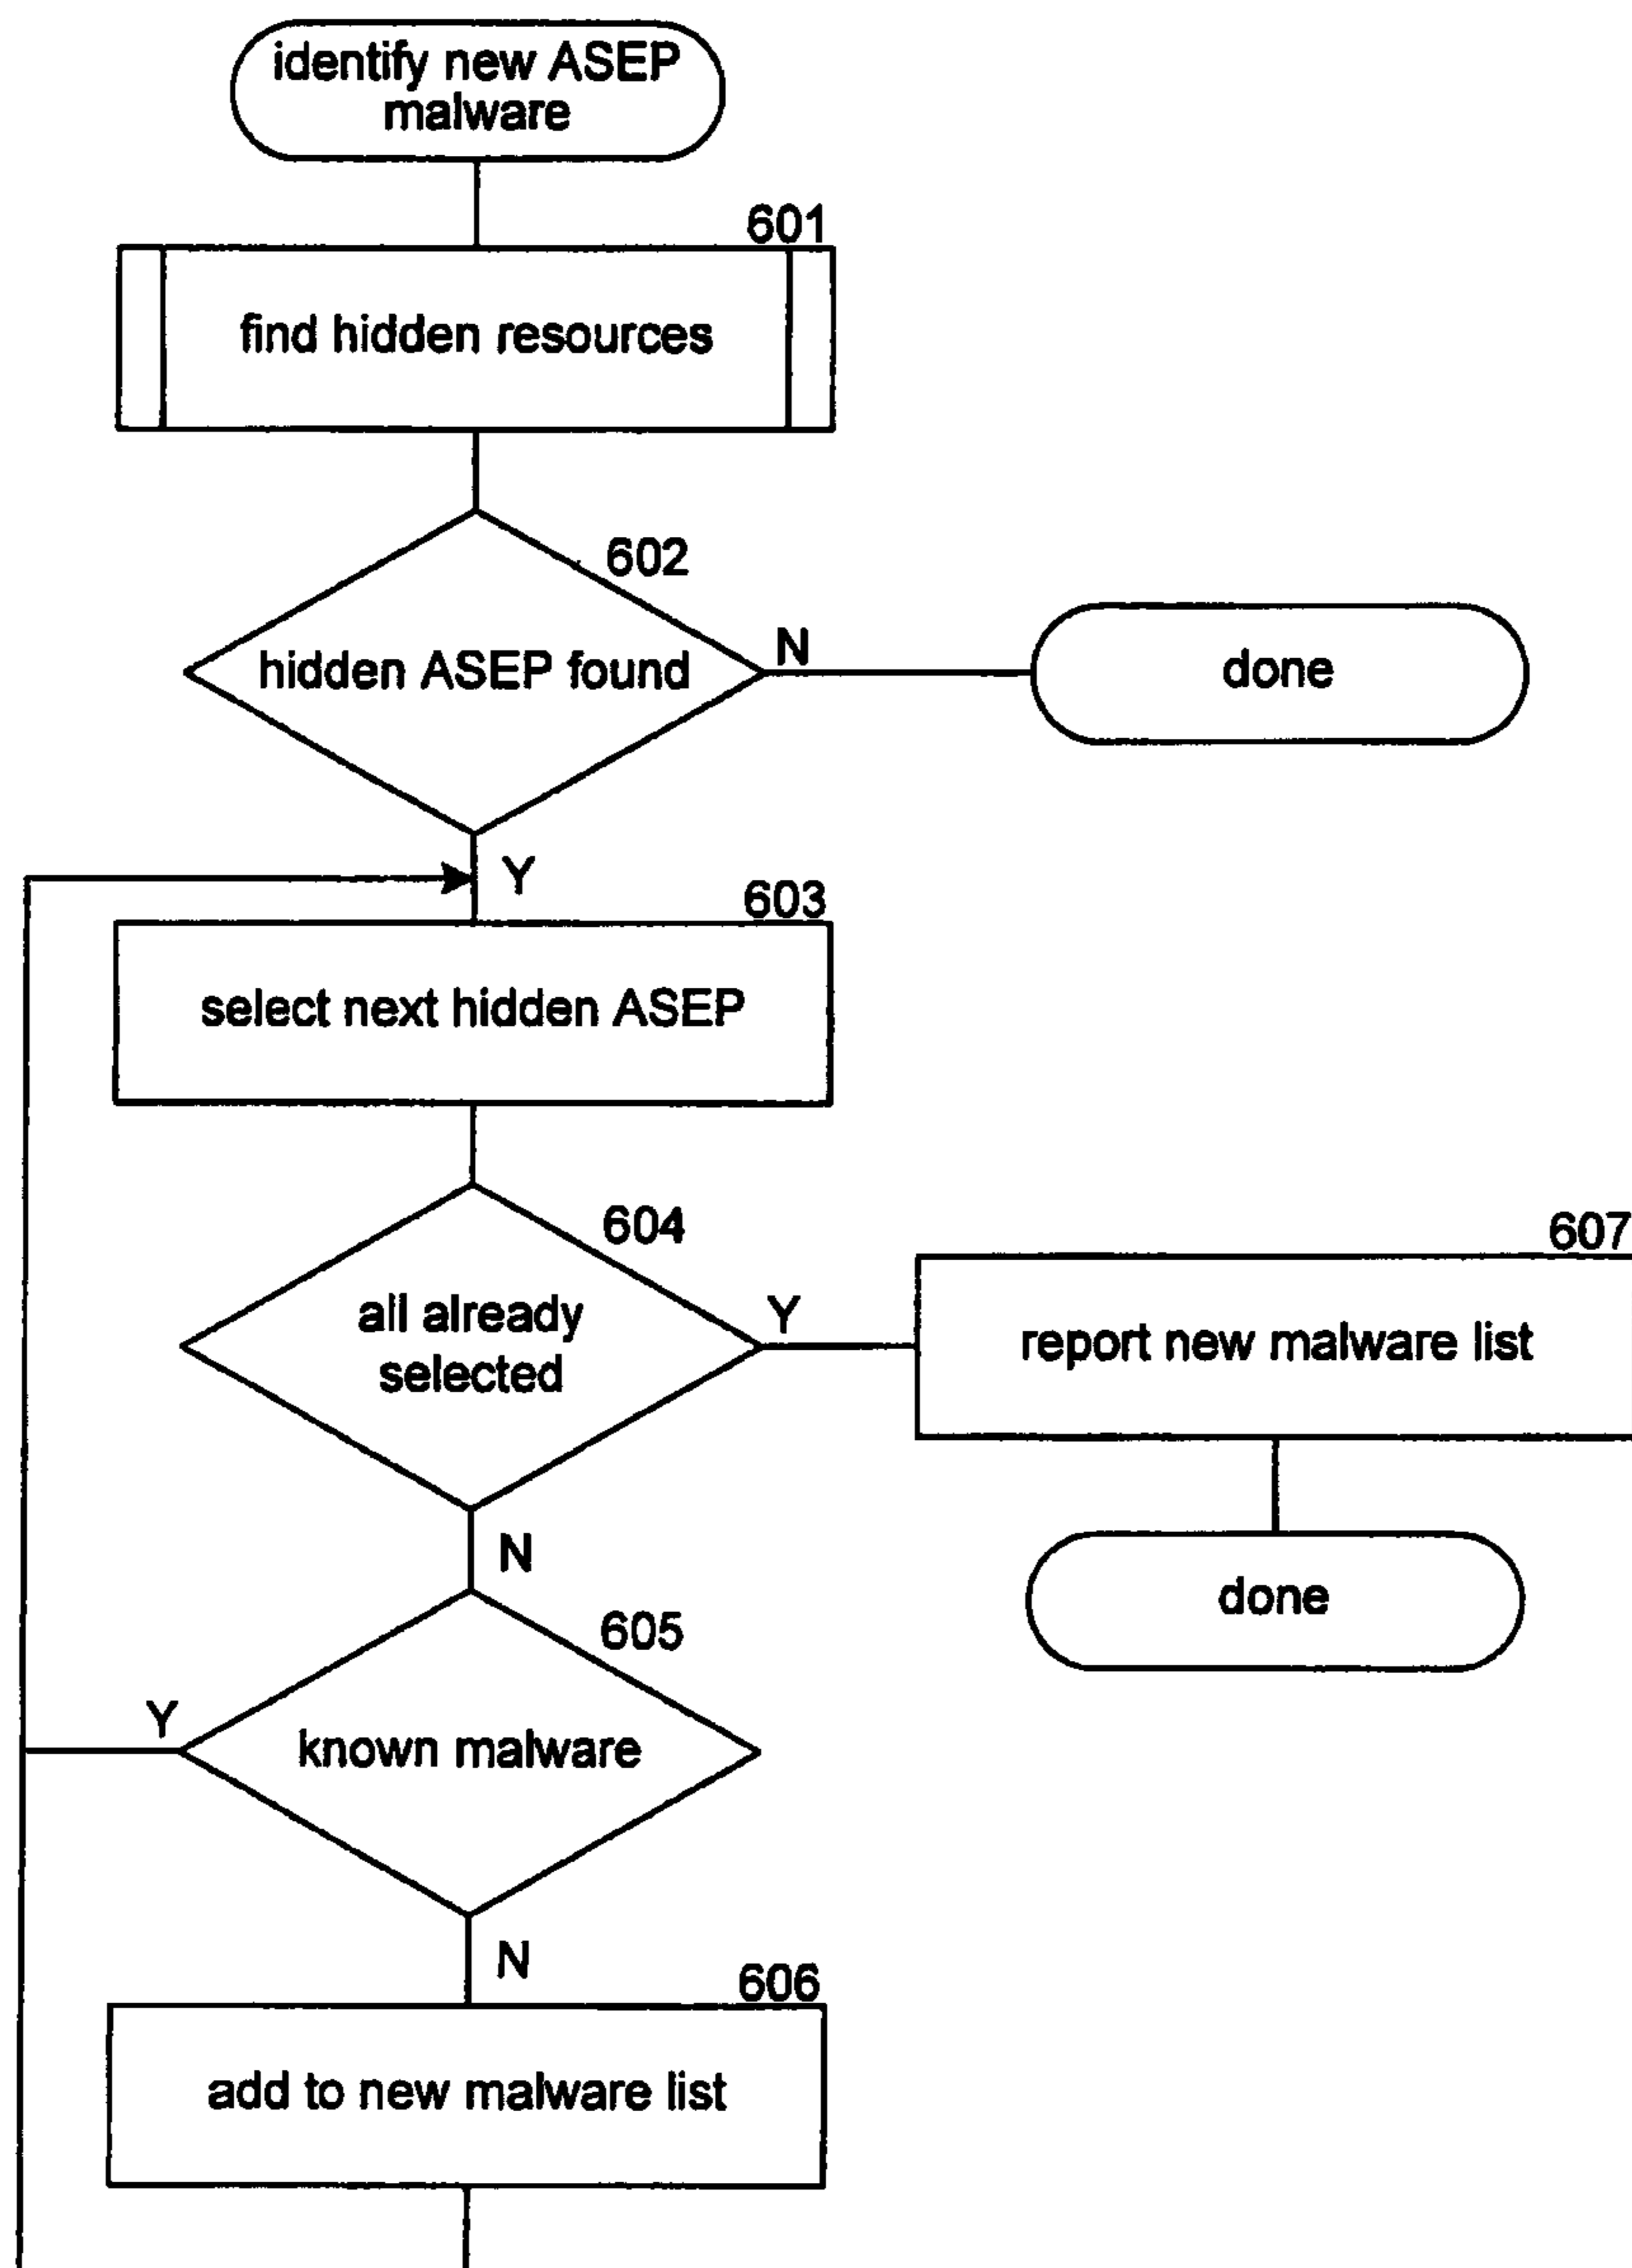 identify new ASEP
malware
601
find hidden resources
602
hidden ASEP found
N
done
Y
603
select next hidden ASEP
604
all already
selected
Y
607
report new malware list
done
N
605
Y
known malware
N
606
add to new malware list